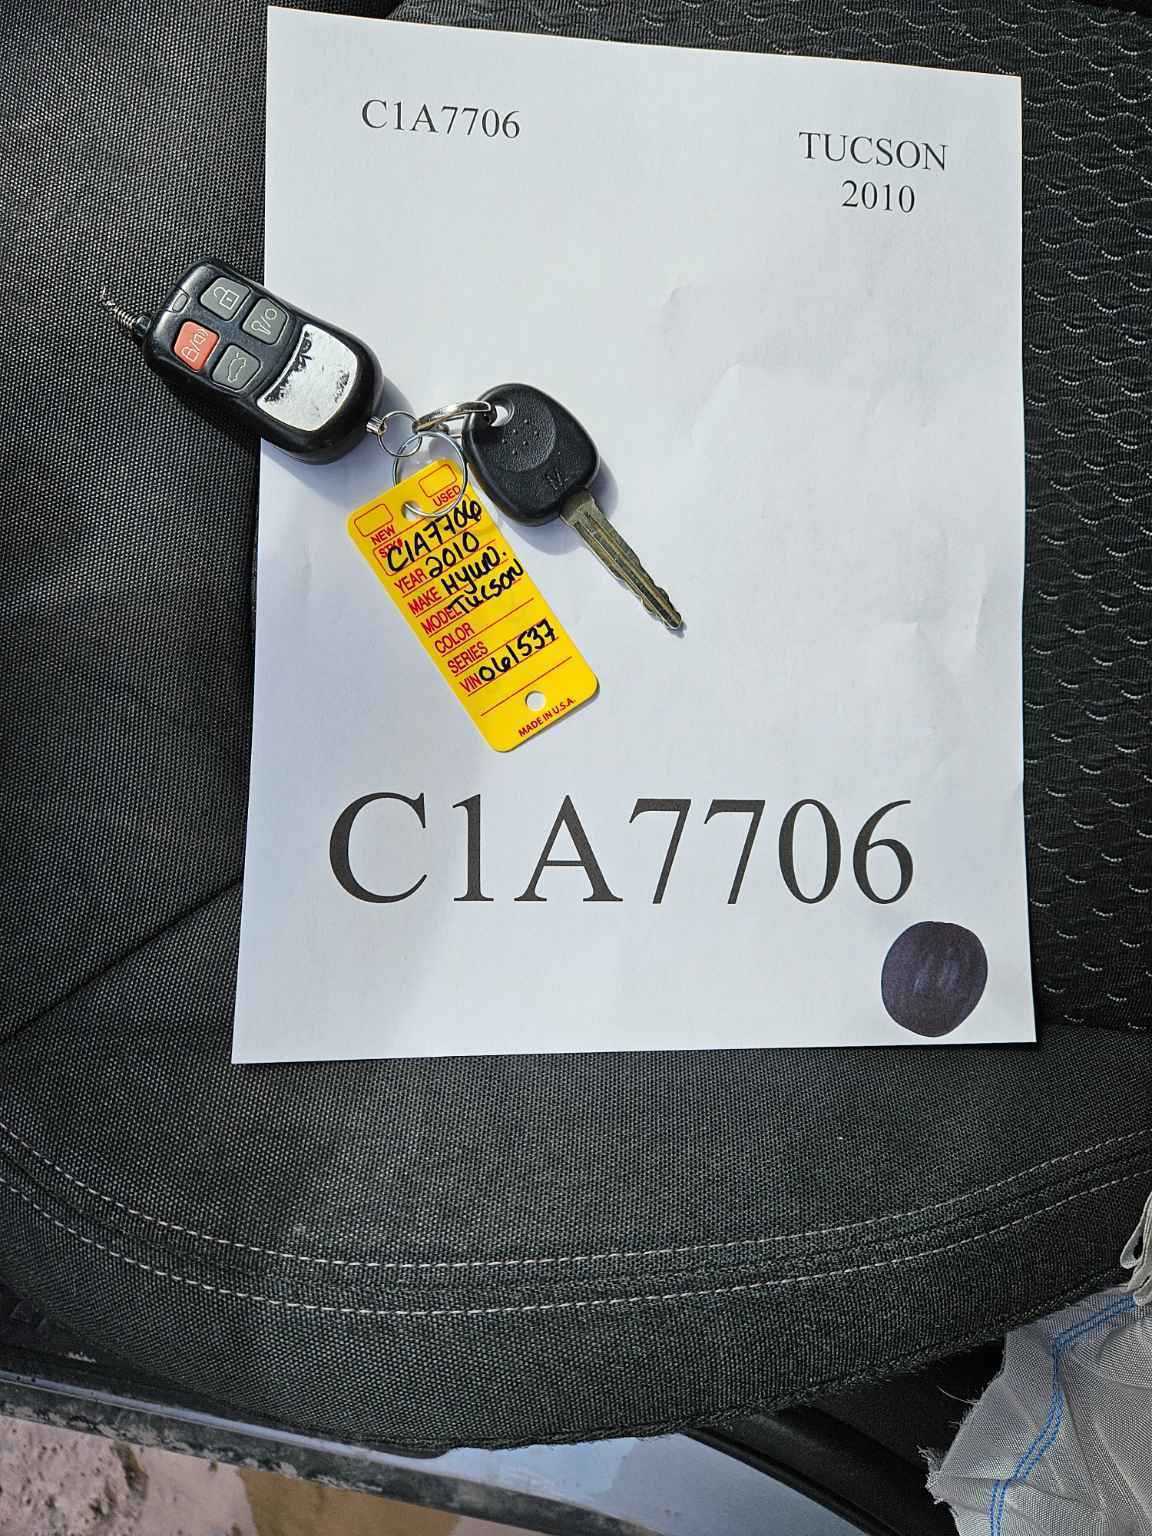 C1A7706
TUCSON
2010
USED
NEW
STK# C1A7706
YEAR 2010
MAKE HYUN.
MODEL TUCSON
COLOR
SERIES
VIN 061537
MADE IN U.S.A.
C1A7706